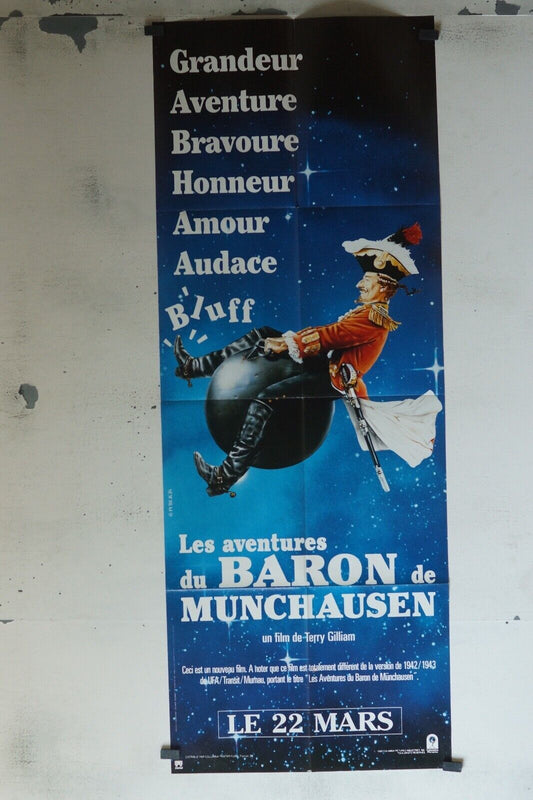 Grandeur
Aventure
Bravoure
Honneur
Amour
Audace
Bluff
Les aventures
du BARON de
MUNCHAUSEN
un film de Terry Gilliam
Ceci est un nouveau film. A noter que ce film est totalement différent de la version de 1942/1943
de UFA/Transit/Murnau, portant le titre "Les Aventures du Baron de Münchausen
LE 22 MARS